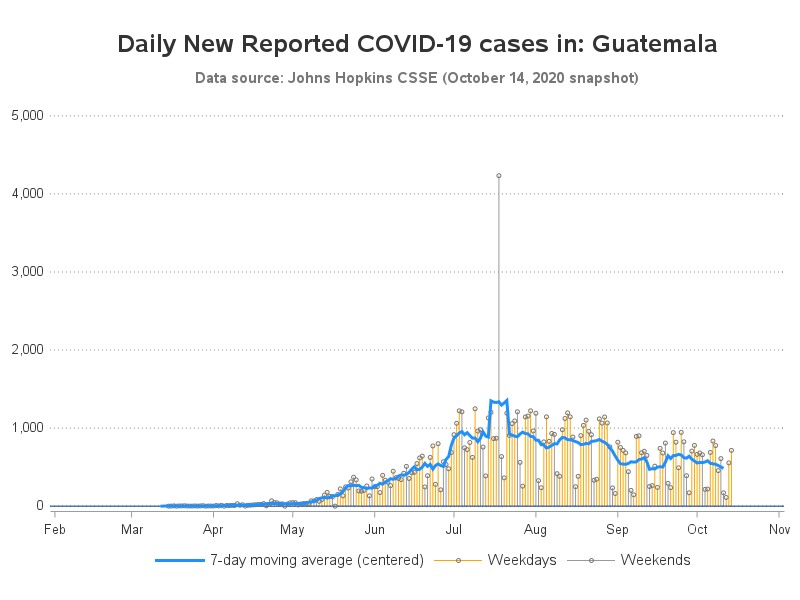 Daily New Reported COVID-19 cases in: Guatemala
Data source: Johns Hopkins CSSE (October 14, 2020 snapshot)
5,000
4,000
3,000
2,000
1,000
0
Feb Mar Apr May Jun Jul Aug Sep Oct Nov
7-day moving average (centered) Weekdays Weekends